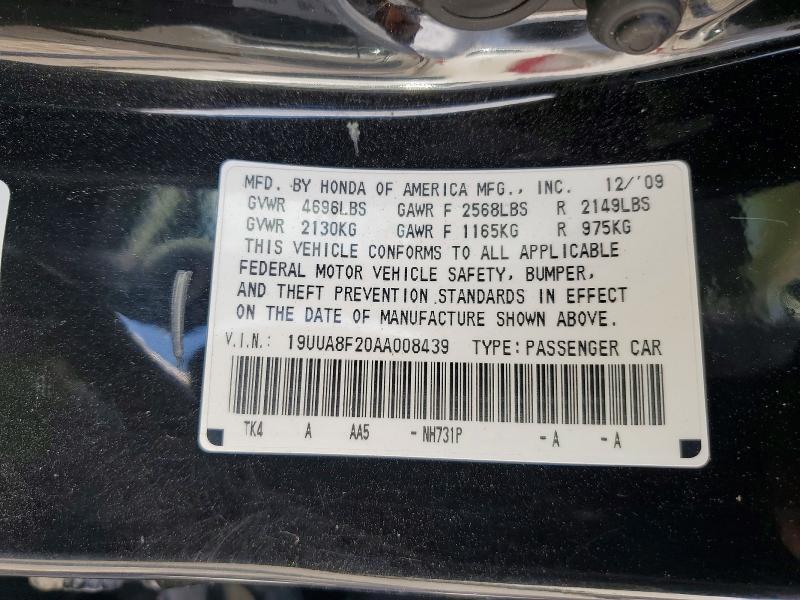 MFD. BY HONDA OF AMERICA MFG., INC. 12/'09
GVWR 4696LBS GAWR F 2568LBS R 2149LBS
GVWR 2130KG GAWR F 1165KG R 975KG
THIS VEHICLE CONFORMS TO ALL APPLICABLE
FEDERAL MOTOR VEHICLE SAFETY, BUMPER,
AND THEFT PREVENTION STANDARDS IN EFFECT
ON THE DATE OF MANUFACTURE SHOWN ABOVE.
V.I.N.: 19UUA8F20AA008439 TYPE:PASSENGER CAR
TK4 A AA5 -NH731P -A -A